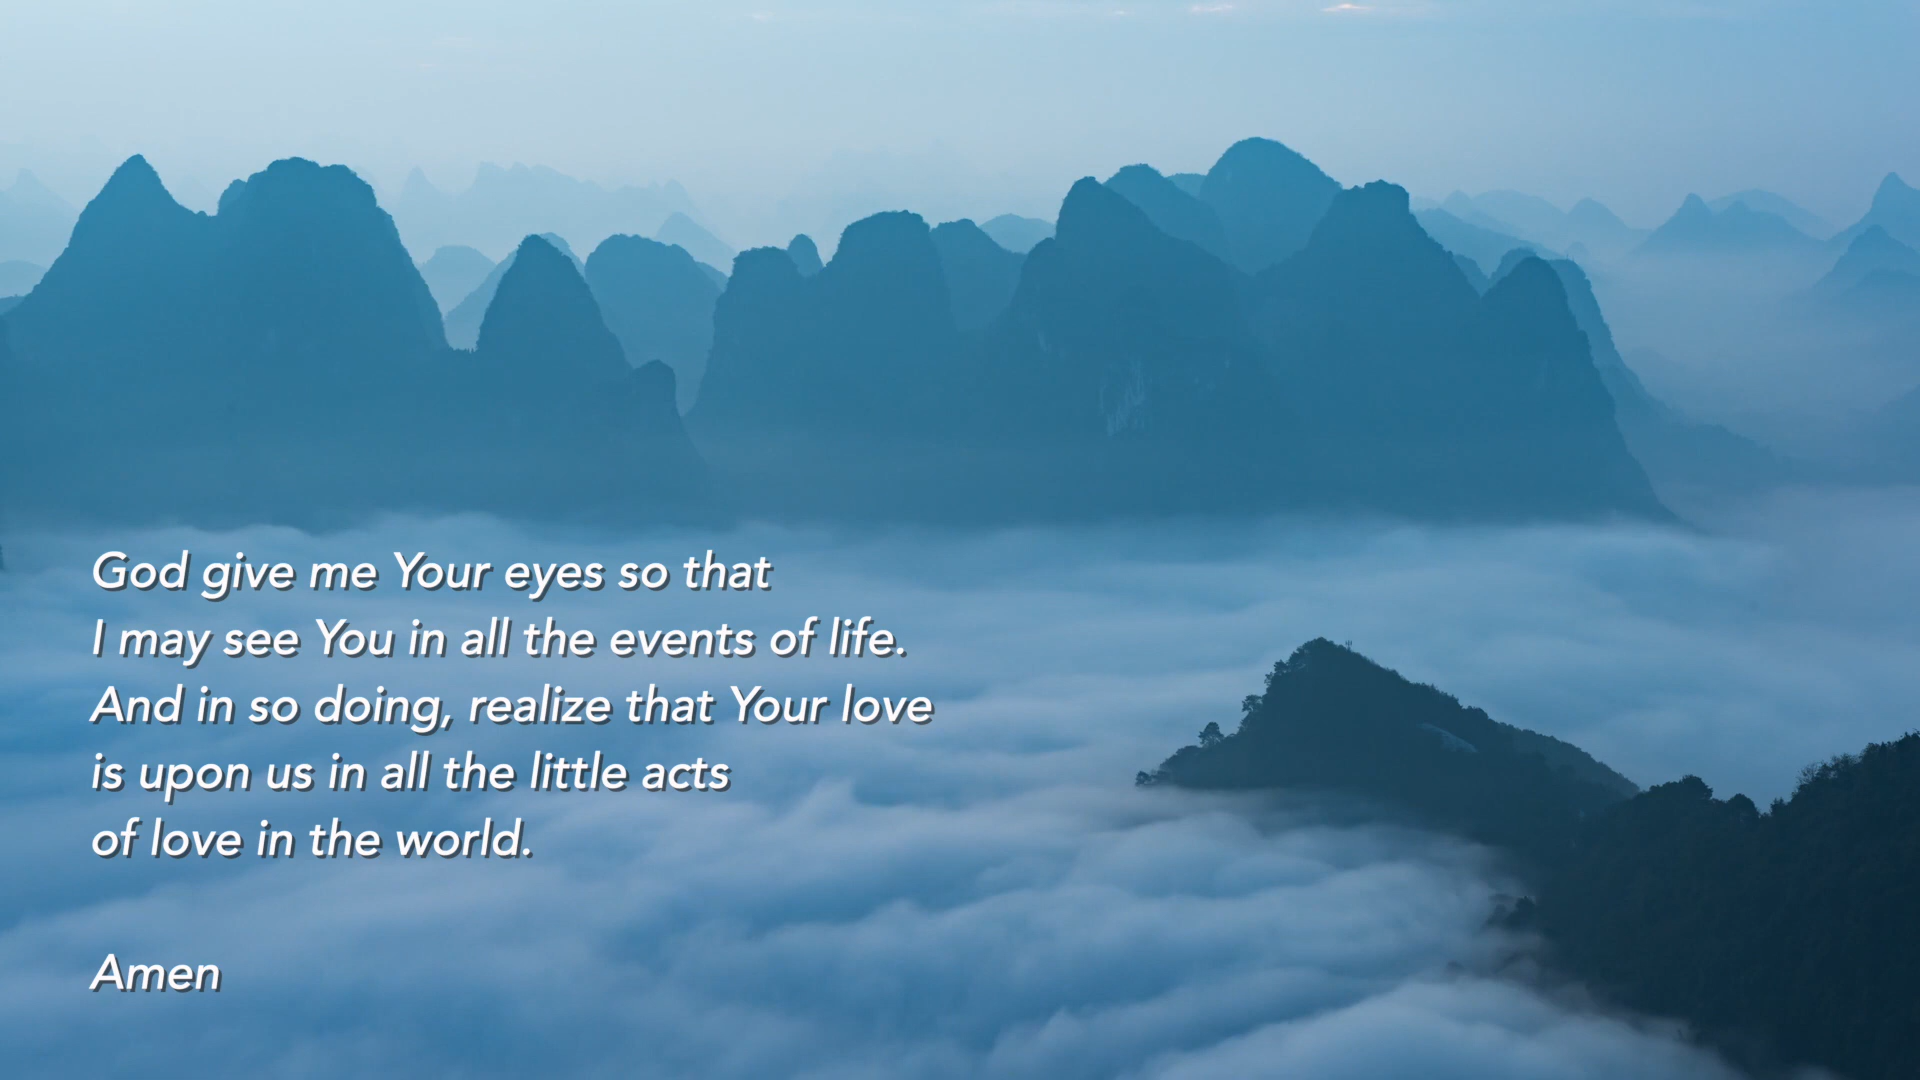 God give me Your eyes so that
I may see You in all the events of life.
And in so doing, realize that Your love
is upon us in all the little acts
of love in the world.
Amen